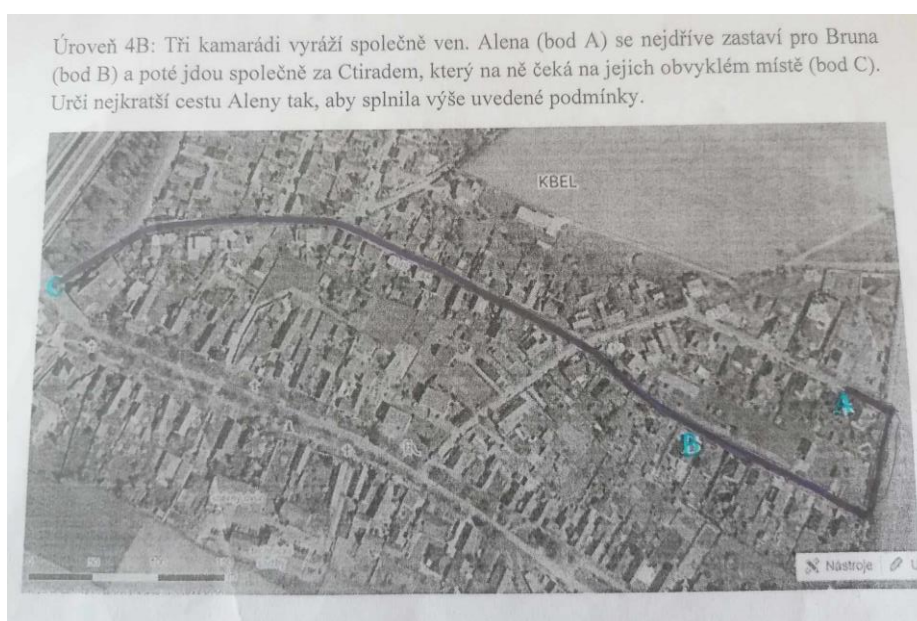 Úroveň 4B: Tři kamarádi vyráží společně ven. Alena (bod A) se nejdříve zastaví pro Bruna
(bod B) a poté jdou společně za Ctiradem, který na ně čeká na jejich obvyklém místě (bod C).
Urči nejkratší cestu Aleny tak, aby splnila výše uvedené podmínky.
KBEL
C
A
B
Nástroje